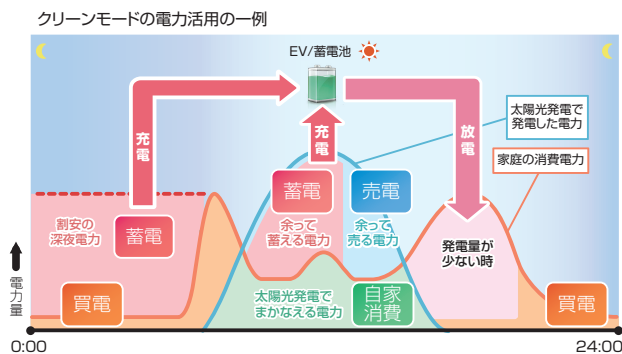 クリーンモードの電力活用の一例
EV/蓄電池
太陽光発電で
発電した電力
家庭の消費電力
充電
充電
放電
蓄電
売電
割安の
深夜電力
蓄電
余って
蓄える電力
余って
売る電力
発電量が
少ない時
電力量
買電
太陽光発電で
まかなえる電力
自家
消費
買電
0:00
24:00